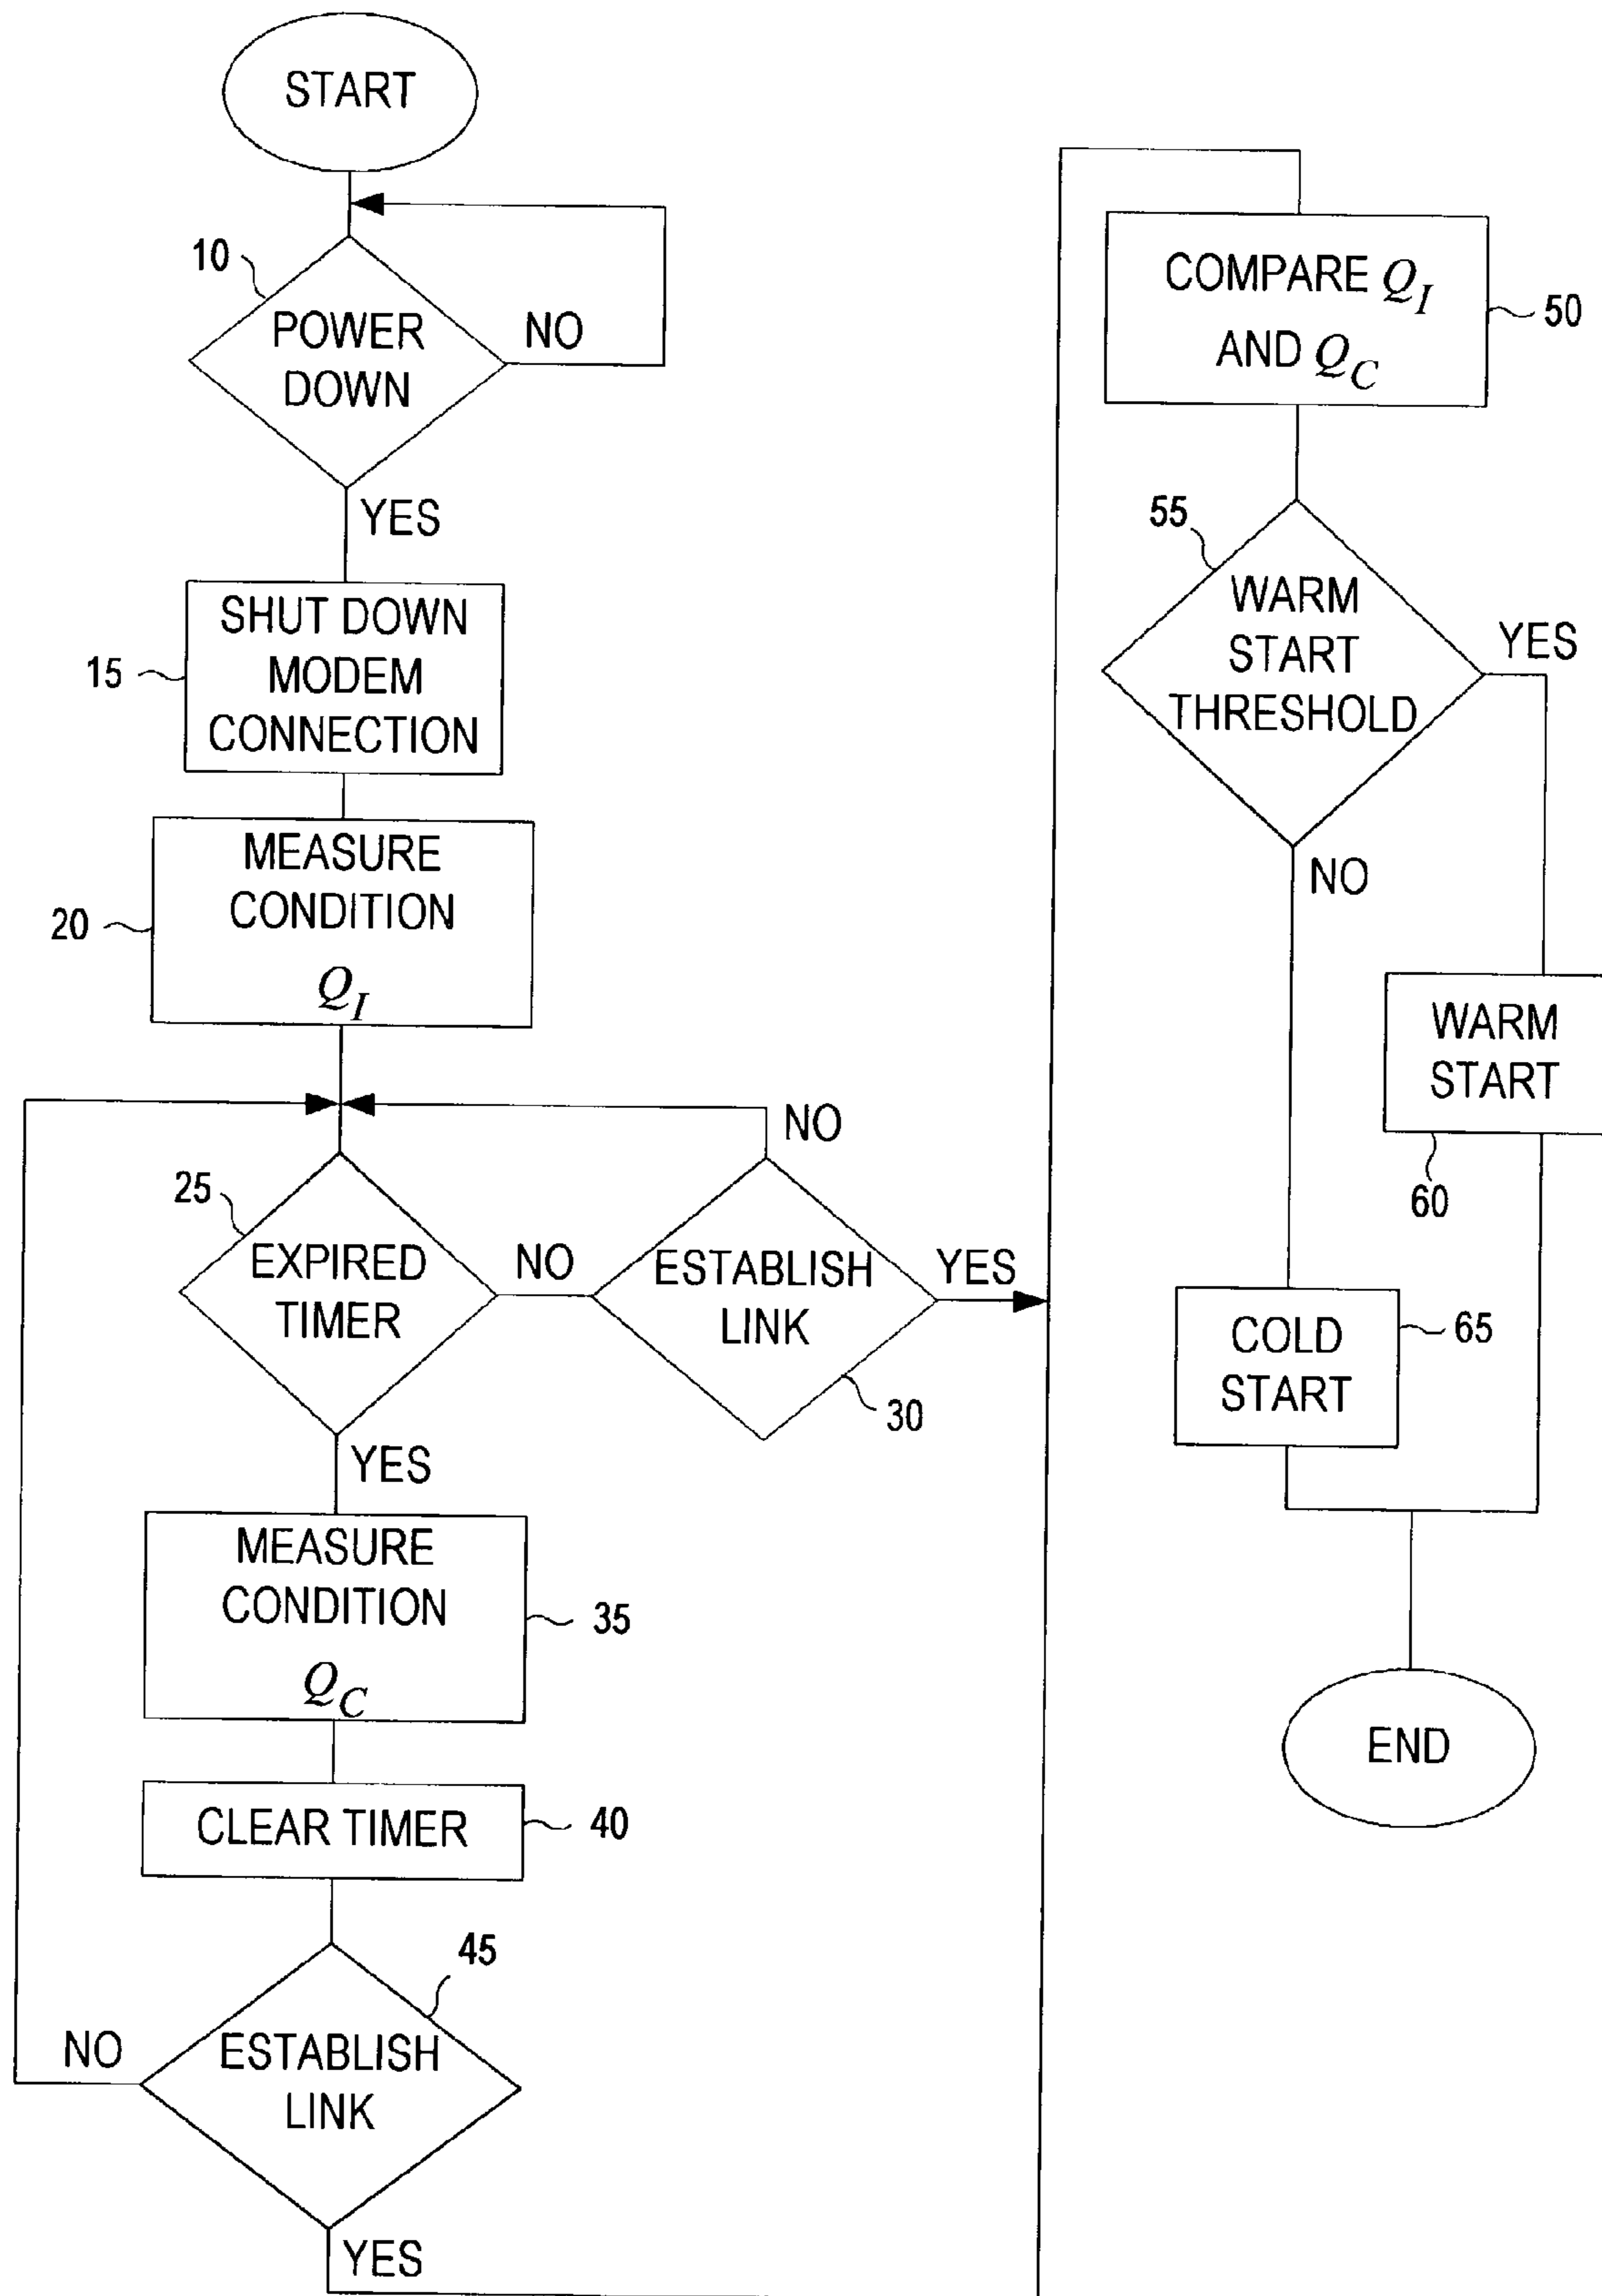 START
10
POWER
DOWN
NO
YES
SHUT DOWN
MODEM
CONNECTION
15
MEASURE
CONDITION
Q_I
20
NO
25
EXPIRED
TIMER
NO
ESTABLISH
LINK
YES
30
YES
MEASURE
CONDITION
Q_C
35
CLEAR TIMER
40
45
NO
ESTABLISH
LINK
YES
COMPARE Q_I
AND Q_C
50
55
WARM
START
THRESHOLD
YES
NO
WARM
START
60
COLD
START
65
END